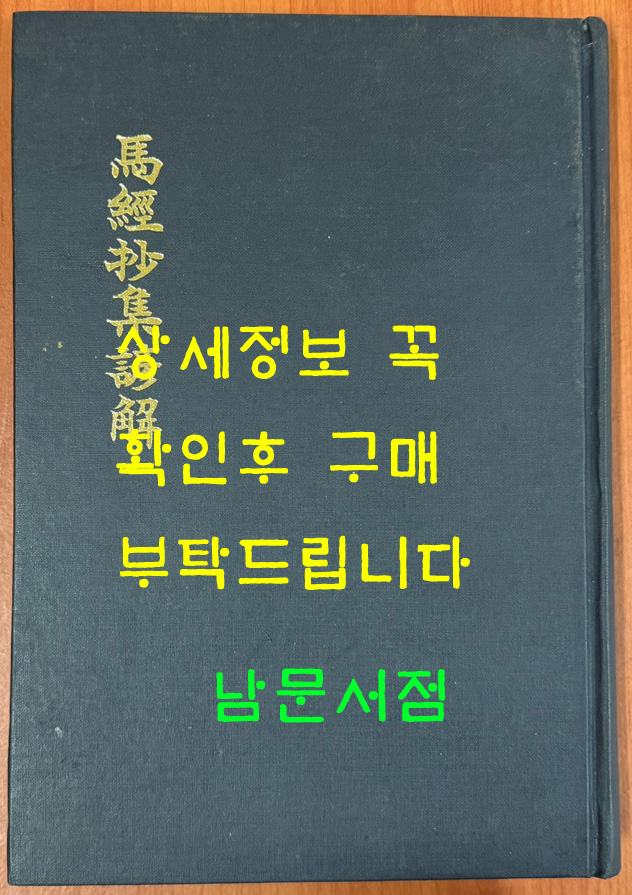 馬經抄集諺解
상세정보 꼭
확인후 구매
부탁드립니다
남문서점